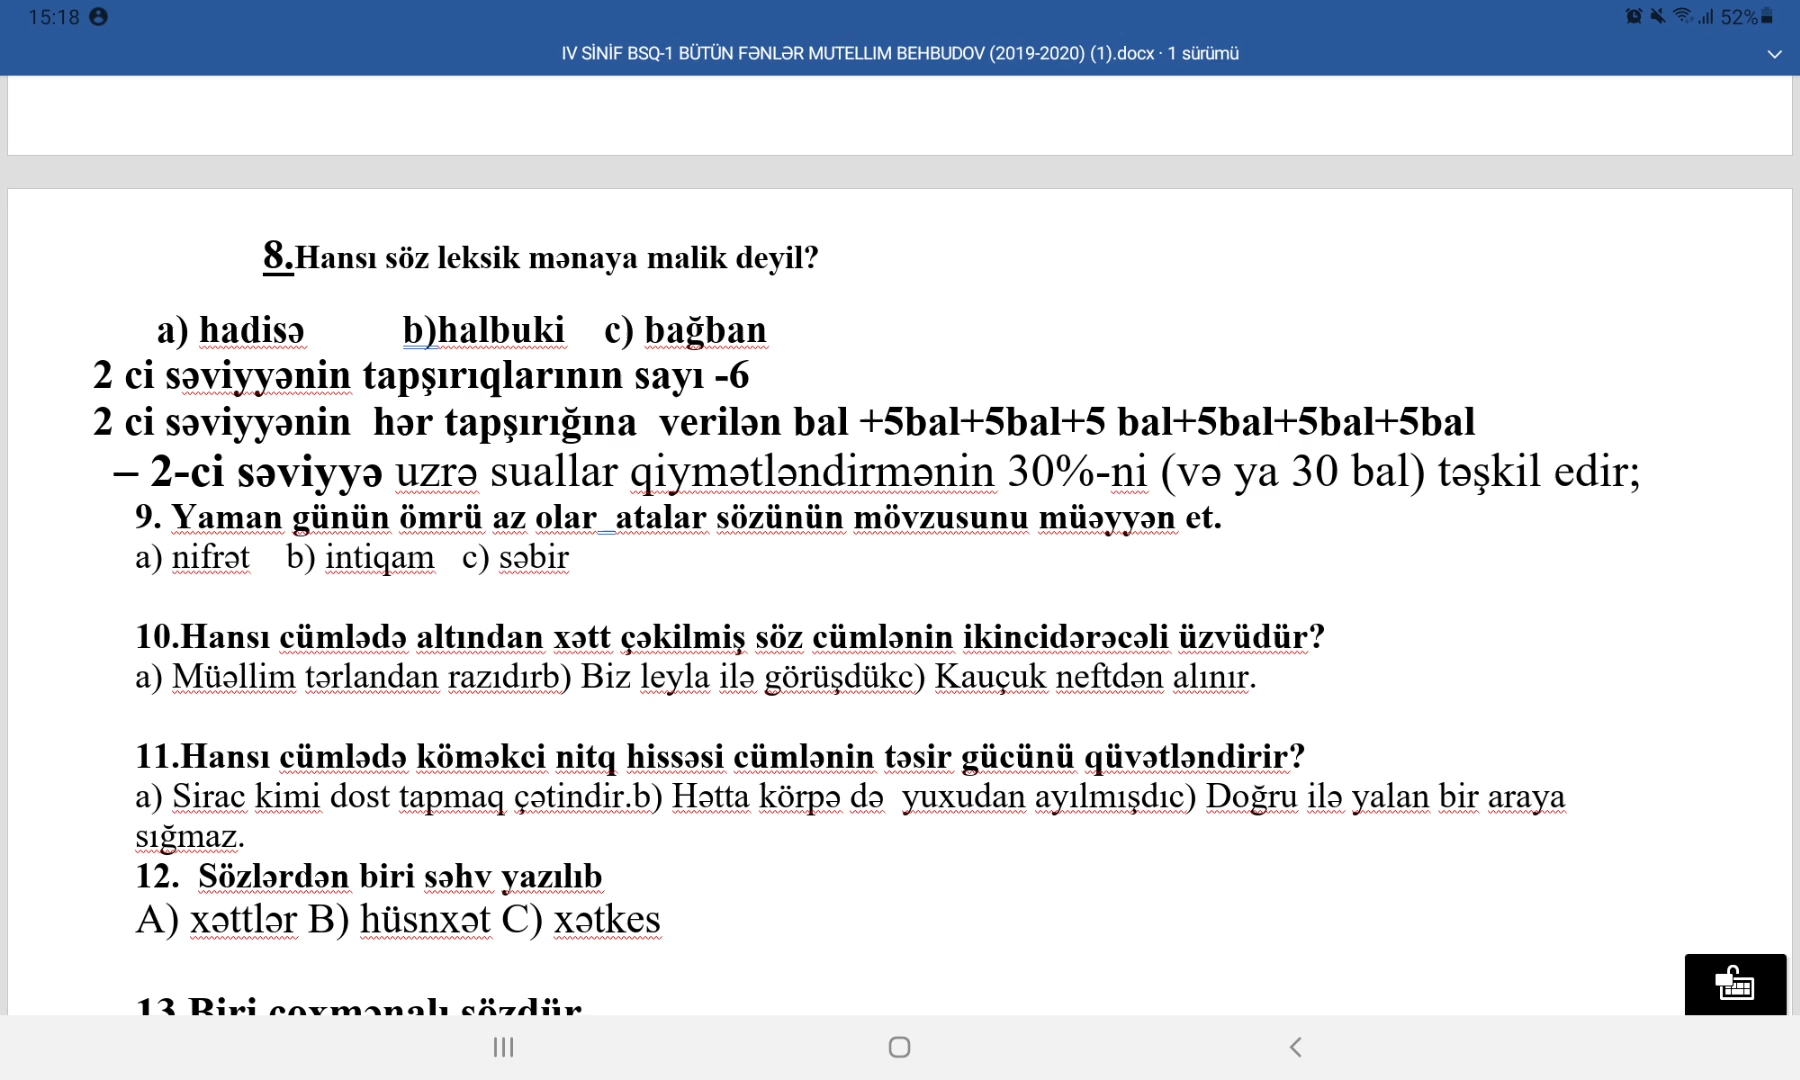 15:18
52%
IV SİNİF BSQ-1 BÜTÜN FƏNLƏR MUTELLIM BEHBUDOV (2019-2020) (1).docx · 1 sürümü
8.Hansı söz leksik mənaya malik deyil?
a) hadisə b)halbuki c) bağban
2 ci səviyyənin tapşırıqlarının sayı -6
2 ci səviyyənin hər tapşırığına verilən bal +5bal+5bal+5 bal+5bal+5bal+5bal
– 2-ci səviyyə uzrə suallar qiymətləndirmənin 30%-ni (və ya 30 bal) təşkil edir;
9. Yaman günün ömrü az olar_atalar sözünün mövzusunu müəyyən et.
a) nifrət b) intiqam c) səbir
10.Hansı cümlədə altından xətt çəkilmiş söz cümlənin ikincidərəcəli üzvüdür?
a) Müəllim tərlandan razıdırb) Biz leyla ilə görüşdükc) Kauçuk neftdən alınır.
11.Hansı cümlədə köməkci nitq hissəsi cümlənin təsir gücünü qüvətləndirir?
a) Sirac kimi dost tapmaq çətindir.b) Hətta körpə də yuxudan ayılmışdıc) Doğru ilə yalan bir araya
sığmaz.
12. Sözlərdən biri səhv yazılıb
A) xəttlər B) hüsnxət C) xətkes
13.Biri çoxmənalı sözdür